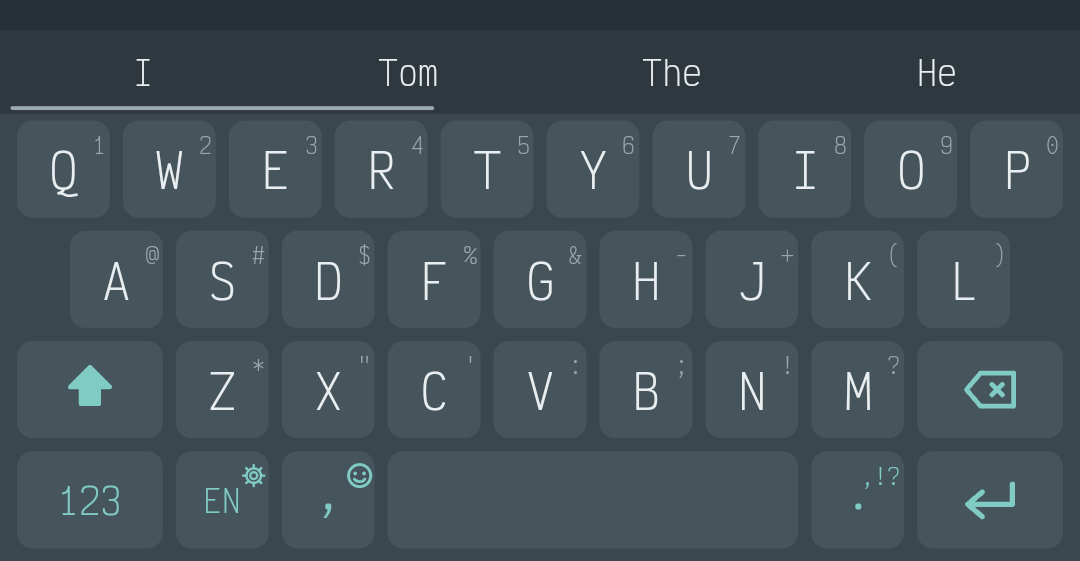 I Tom The He
Q 1 W 2 E 3 R 4 T 5 Y 6 U 7 I 8 O 9 P 0
A @ S # D $ F % G & H - J + K ( L )
Z * X " C ' V : B ; N ! M ?
123 EN , . ,!?